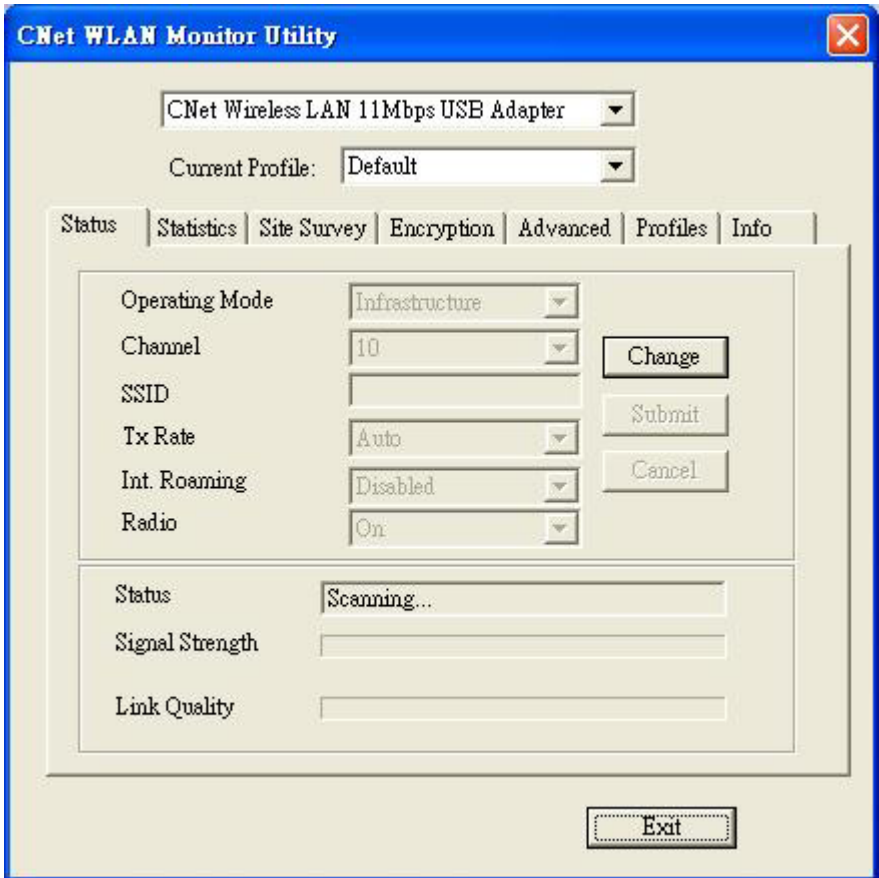 CNet WLAN Monitor Utility
CNet Wireless LAN 11Mbps USB Adapter
Current Profile: Default
Status Statistics Site Survey Encryption Advanced Profiles Info
Operating Mode Infrastructure
Channel 10
Change
SSID
Submit
Tx Rate Auto
Cancel
Int. Roaming Disabled
Radio On
Status Scanning...
Signal Strength
Link Quality
Exit